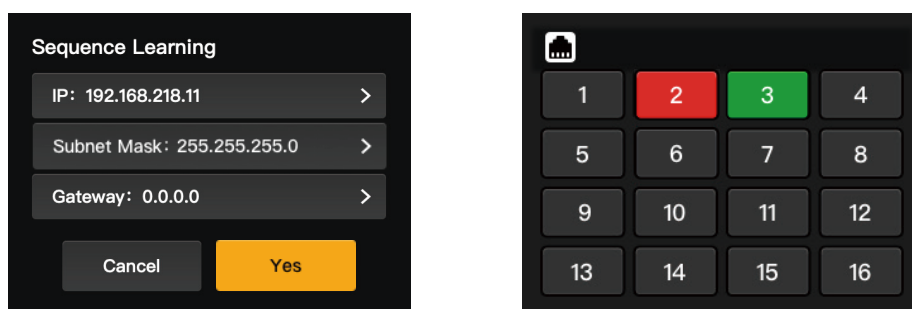 Sequence Learning
IP: 192.168.218.11
Subnet Mask: 255.255.255.0
Gateway: 0.0.0.0
Cancel Yes
1 2 3 4
5 6 7 8
9 10 11 12
13 14 15 16